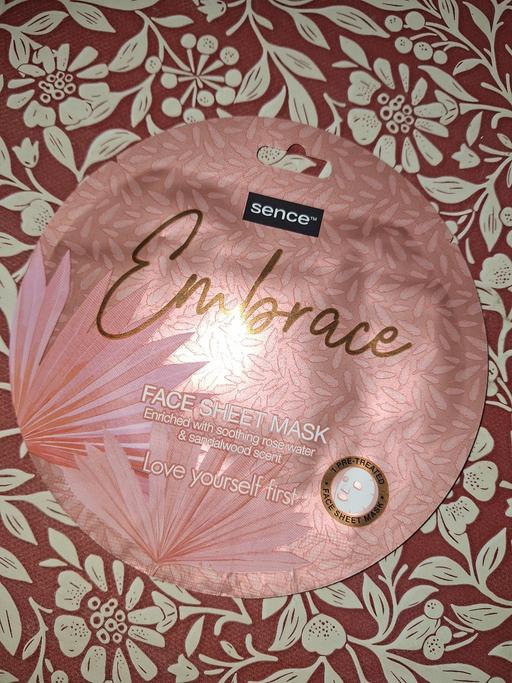 sence™
Embrace
FACE SHEET MASK
Enriched with soothing rose water
& sandalwood scent
Love yourself first
1 PRE-TREATED
FACE SHEET MASK